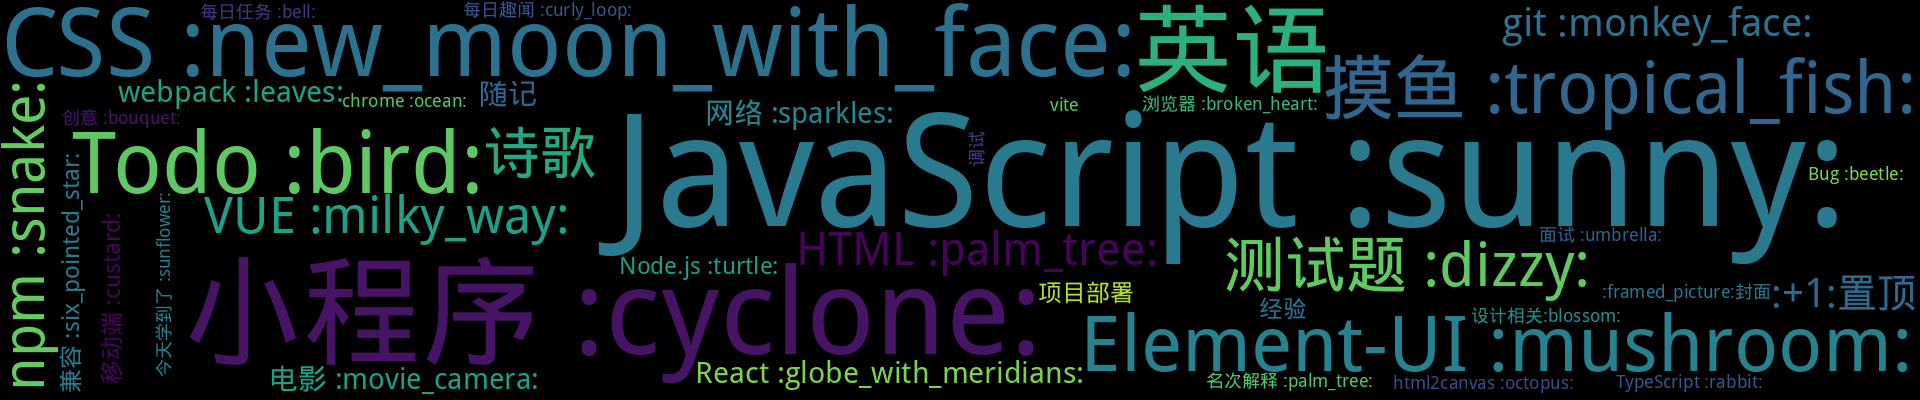 CSS :new_moon_with_face:
每日任务 :bell:
每日趣闻 :curly_loop:
英语
git :monkey_face:
摸鱼 :tropical_fish:
webpack :leaves:
chrome :ocean:
随记
网络 :sparkles:
vite
浏览器 :broken_heart:
创意 :bouquet:
npm :snake:
Todo :bird:
诗歌
JavaScript :sunny:
调试
Bug :beetle:
兼容 :six_pointed_star:
移动端 :custard:
今天学到了 :sunflower:
VUE :milky_way:
HTML :palm_tree:
Node.js :turtle:
测试题 :dizzy:
面试 :umbrella:
小程序 :cyclone:
项目部署
经验
:framed_picture:封面
:+1:置顶
设计相关:blossom:
Element-UI :mushroom:
电影 :movie_camera:
React :globe_with_meridians:
名次解释 :palm_tree:
html2canvas :octopus:
TypeScript :rabbit: